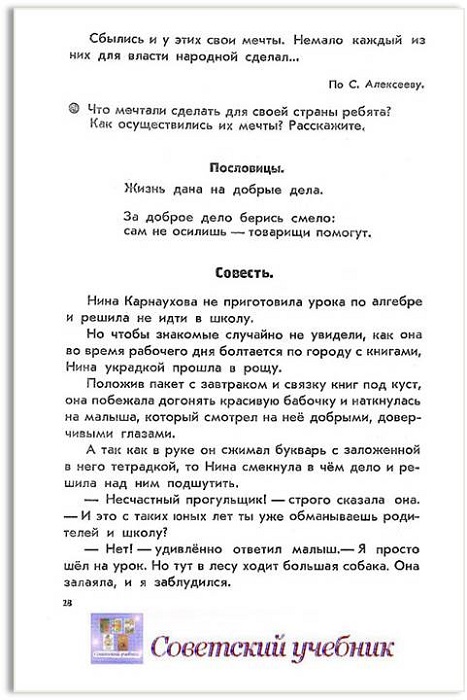 Сбылись и у этих свои мечты. Немало каждый из
них для власти народной сделал...
По С. Алексееву.
Что мечтали сделать для своей страны ребята?
Как осуществились их мечты? Расскажите.
Пословицы.
Жизнь дана на добрые дела.
За доброе дело берись смело:
сам не осилишь — товарищи помогут.
Совесть.
Нина Карнаухова не приготовила урока по алгебре
и решила не идти в школу.
Но чтобы знакомые случайно не увидели, как она
во время рабочего дня болтается по городу с книгами,
Нина украдкой прошла в рощу.
Положив пакет с завтраком и связку книг под куст,
она побежала догонять красивую бабочку и наткнулась
на малыша, который смотрел на неё добрыми, довер-
чивыми глазами.
А так как в руке он сжимал букварь с заложенной
в него тетрадкой, то Нина смекнула в чём дело и ре-
шила над ним подшутить.
— Несчастный прогульщик! — строго сказала она.
— И это с таких юных лет ты уже обманываешь роди-
телей и школу?
— Нет! — удивлённо ответил малыш.— Я просто
шёл на урок. Но тут в лесу ходит большая собака. Она
залаяла, и я заблудился.
28
Советский учебник